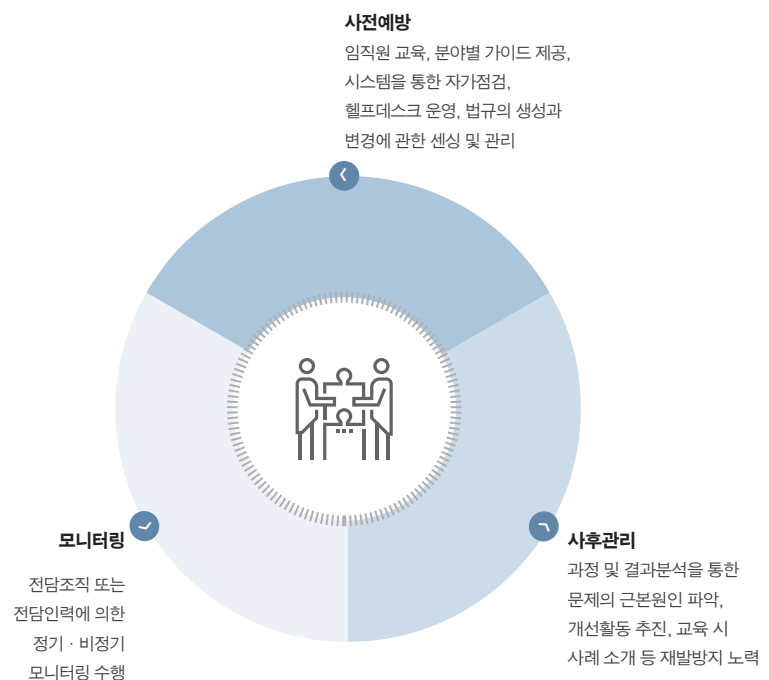 사전예방
임직원 교육, 분야별 가이드 제공,
시스템을 통한 자가점검,
헬프데스크 운영, 법규의 생성과
변경에 관한 센싱 및 관리
모니터링
전담조직 또는
전담인력에 의한
정기 · 비정기
모니터링 수행
사후관리
과정 및 결과분석을 통한
문제의 근본원인 파악,
개선활동 추진, 교육 시
사례 소개 등 재발방지 노력